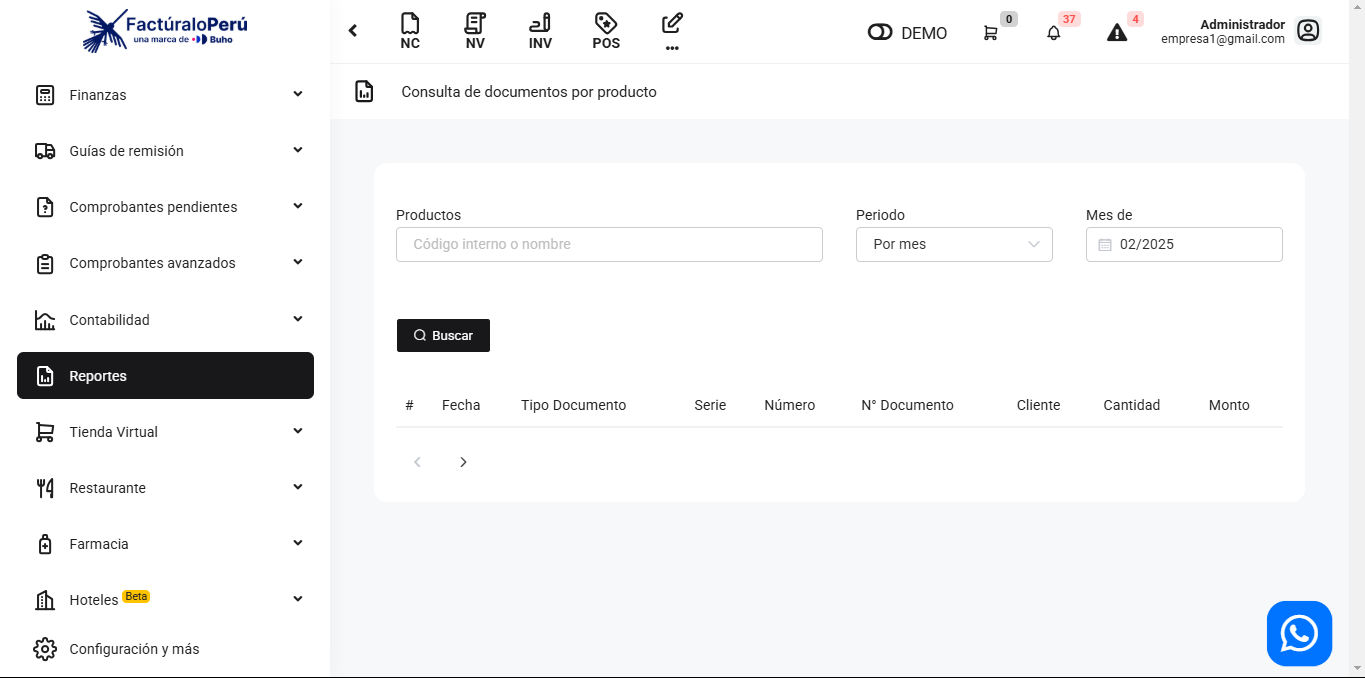 FactúraloPerú
una marca de Buho
NC
NV
INV
POS
...
DEMO
0
37
4
Administrador
empresa1@gmail.com
Finanzas
Guías de remisión
Comprobantes pendientes
Comprobantes avanzados
Contabilidad
Reportes
Tienda Virtual
Restaurante
Farmacia
Hoteles Beta
Configuración y más
Consulta de documentos por producto
Productos
Código interno o nombre
Periodo
Por mes
Mes de
02/2025
Buscar
# Fecha Tipo Documento Serie Número N° Documento Cliente Cantidad Monto